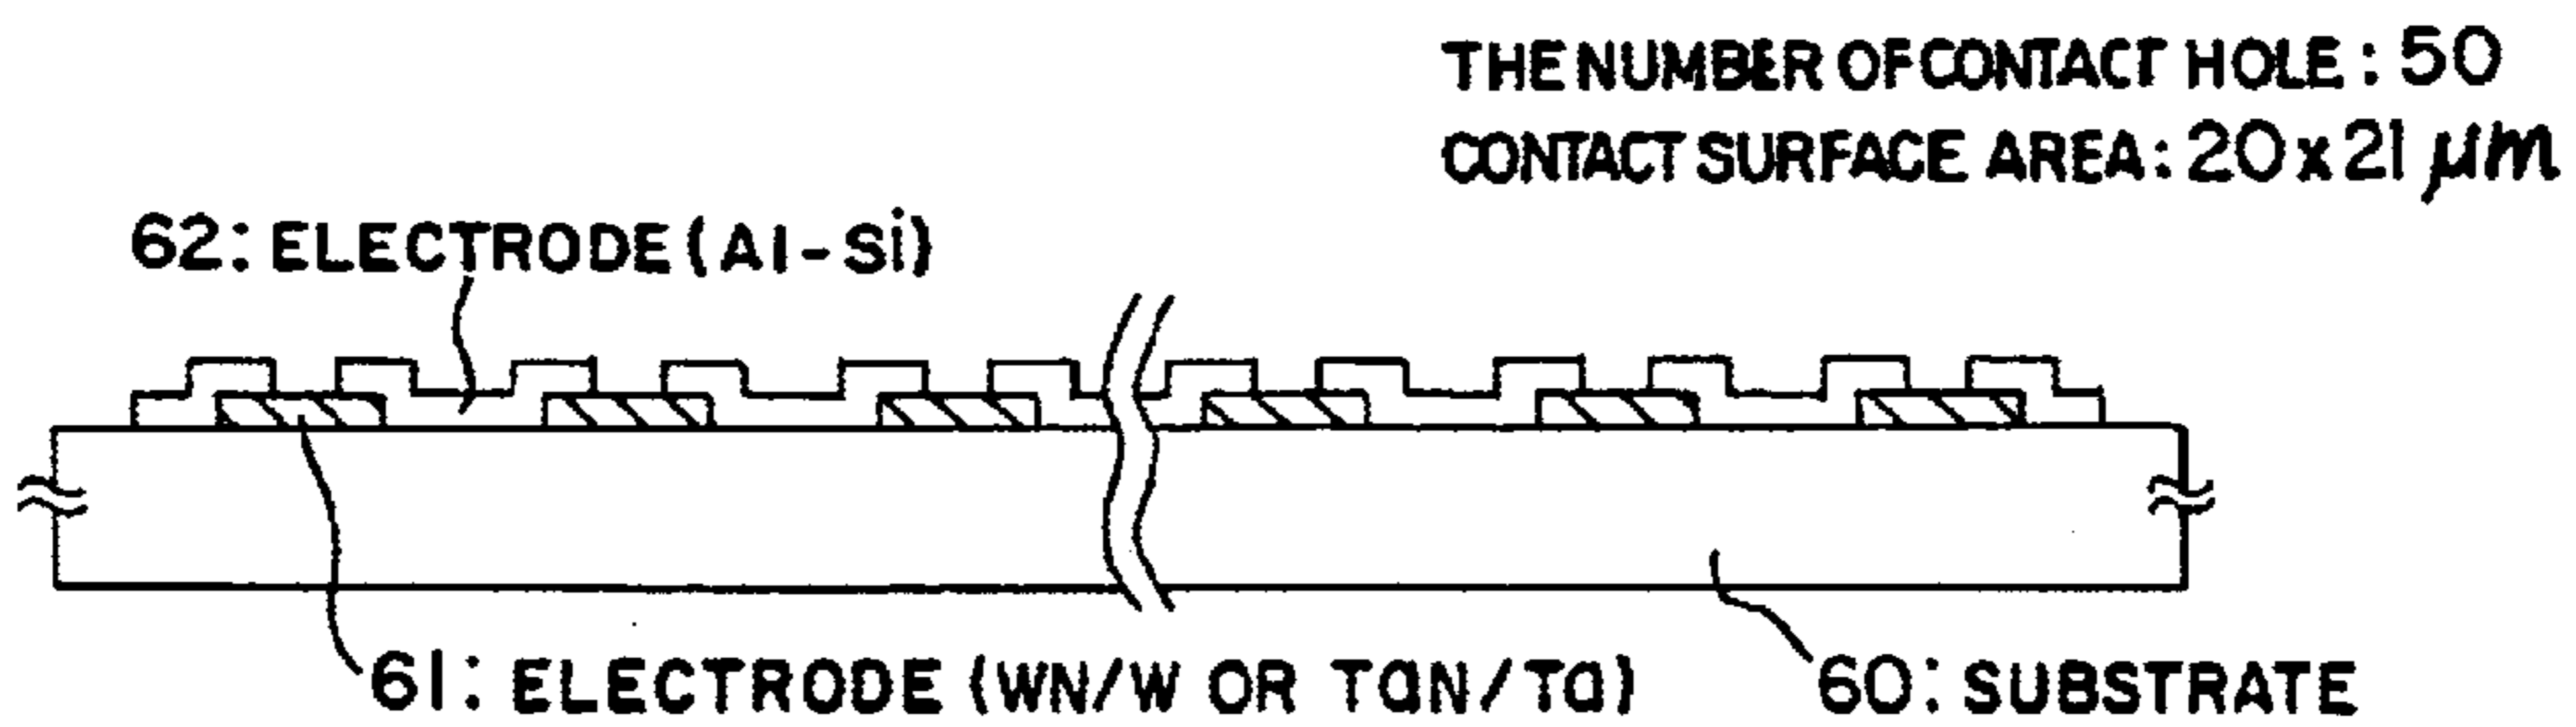 THE NUMBER OF CONTACT HOLE : 50
CONTACT SURFACE AREA : 20 x 21 μm
62 : ELECTRODE (Al-Si)
61 : ELECTRODE (WN/W OR TaN/Ta)
60 : SUBSTRATE